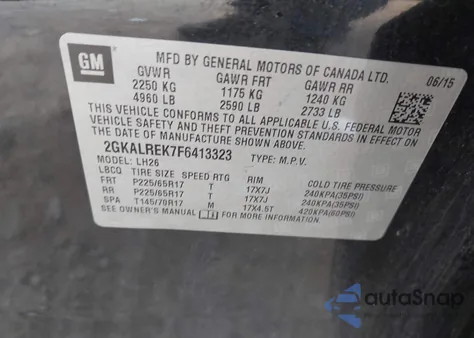 GM
MFD BY GENERAL MOTORS OF CANADA LTD.
06/15
GVWR GAWR FRT GAWR RR
2250 KG 1175 KG 1240 KG
4960 LB 2590 LB 2733 LB
THIS VEHICLE CONFORMS TO ALL APPLICABLE U.S. FEDERAL MOTOR
VEHICLE SAFETY AND THEFT PREVENTION STANDARDS IN EFFECT ON
THE DATE OF MANUFACTURE SHOWN ABOVE.
2GKALREK7F6413323 TYPE: M.P.V.
LBCQ MODEL: LH26
TIRE SIZE SPEED RTG RIM COLD TIRE PRESSURE
FRT P225/65R17 T 17X7J 240KPA(35PSI)
RR P225/65R17 T 17X7J 240KPA(35PSI)
SPA T145/70R17 M 17X4.5T 420KPA(60PSI)
SEE OWNER'S MANUAL FOR MORE INFORMATION.
autoSnap